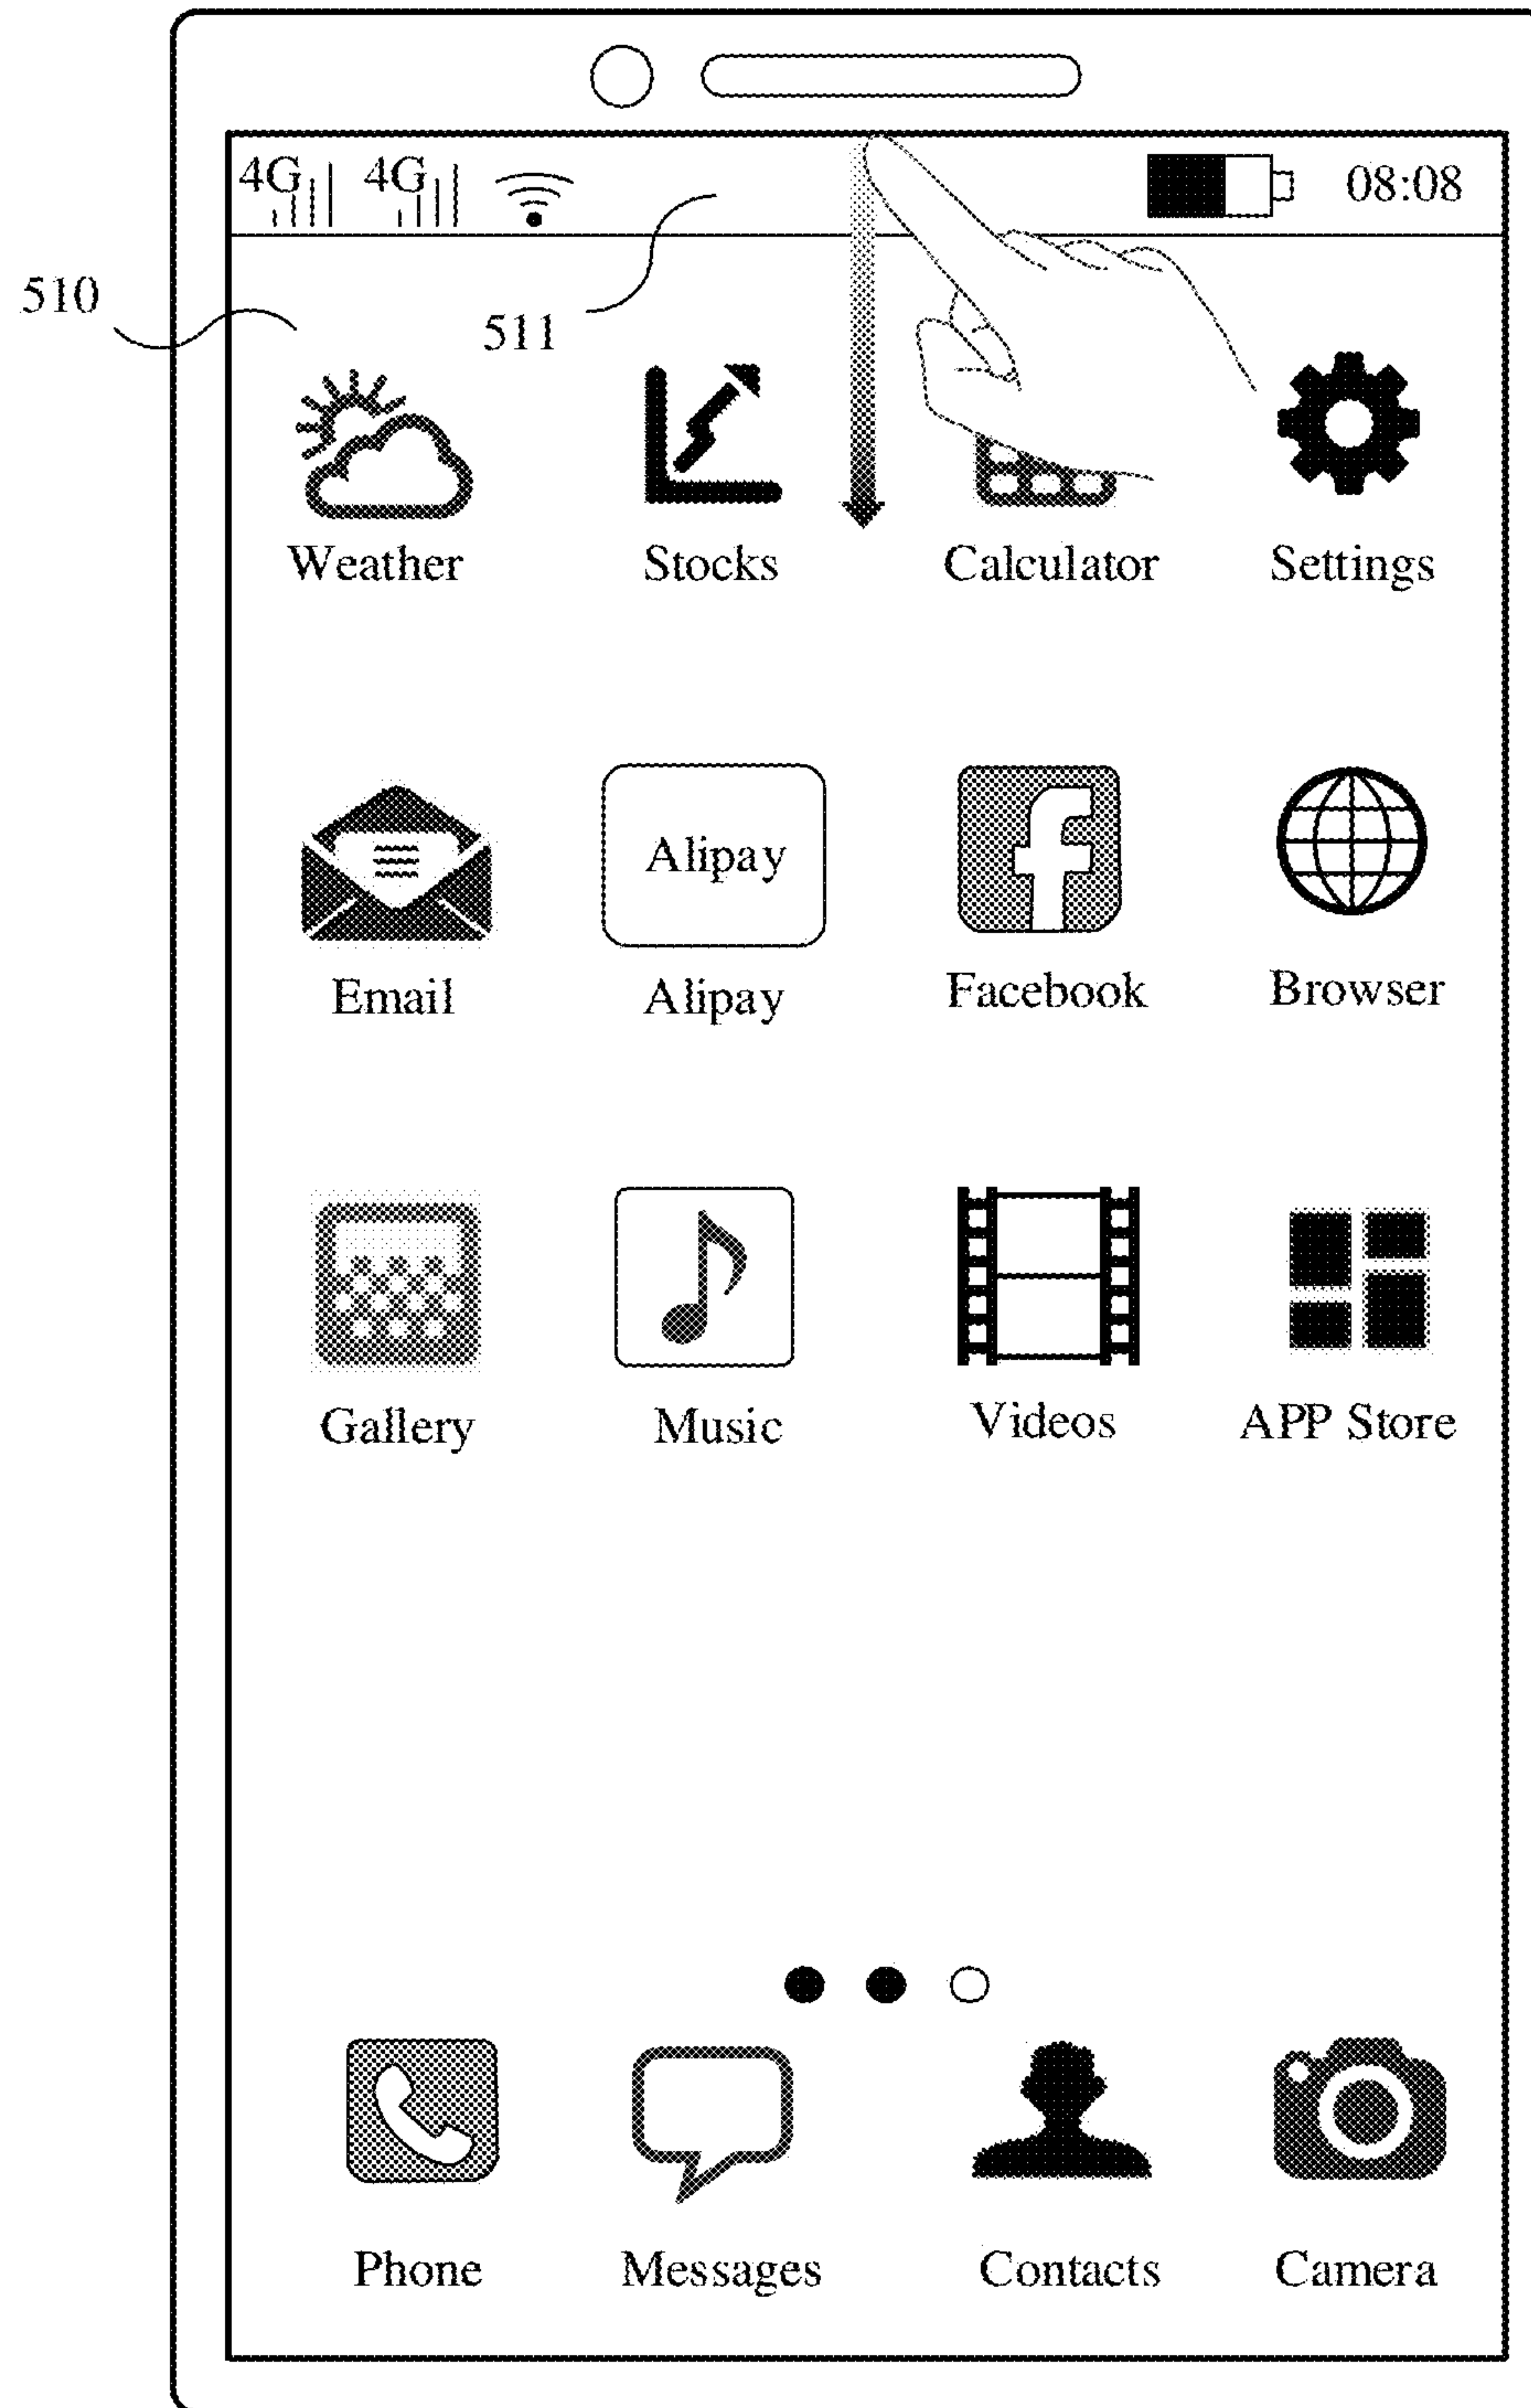 4G 4G 08:08
510
511
Weather Stocks Calculator Settings
Alipay
Email Alipay Facebook Browser
Gallery Music Videos APP Store
Phone Messages Contacts Camera